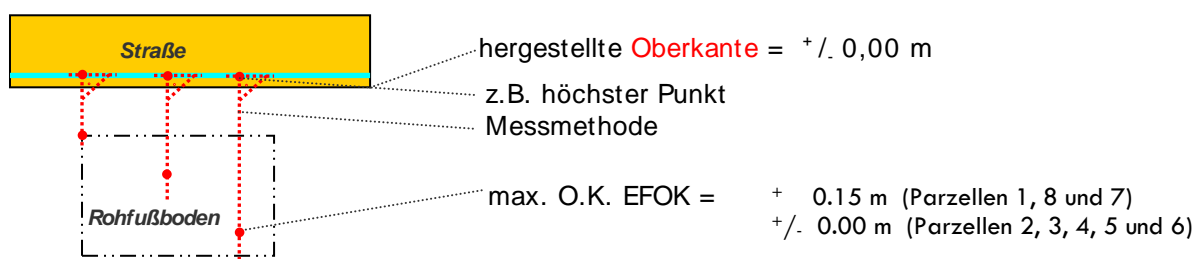 Straße
hergestellte Oberkante = +/- 0,00 m
z.B. höchster Punkt
Messmethode
max. O.K. EFOK = + 0.15 m (Parzellen 1, 8 und 7)
+/- 0.00 m (Parzellen 2, 3, 4, 5 und 6)
Rohfußboden